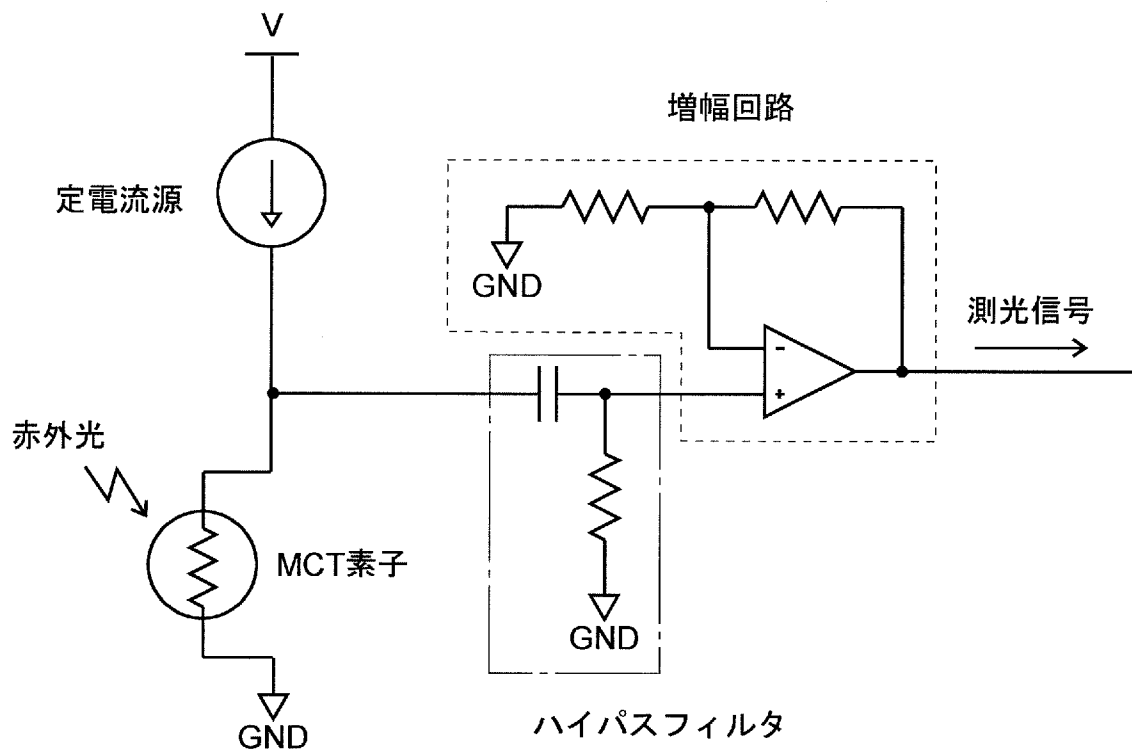 V
増幅回路
定電流源
GND
測光信号
-
+
赤外光
MCT素子
GND
GND
ハイパスフィルタ